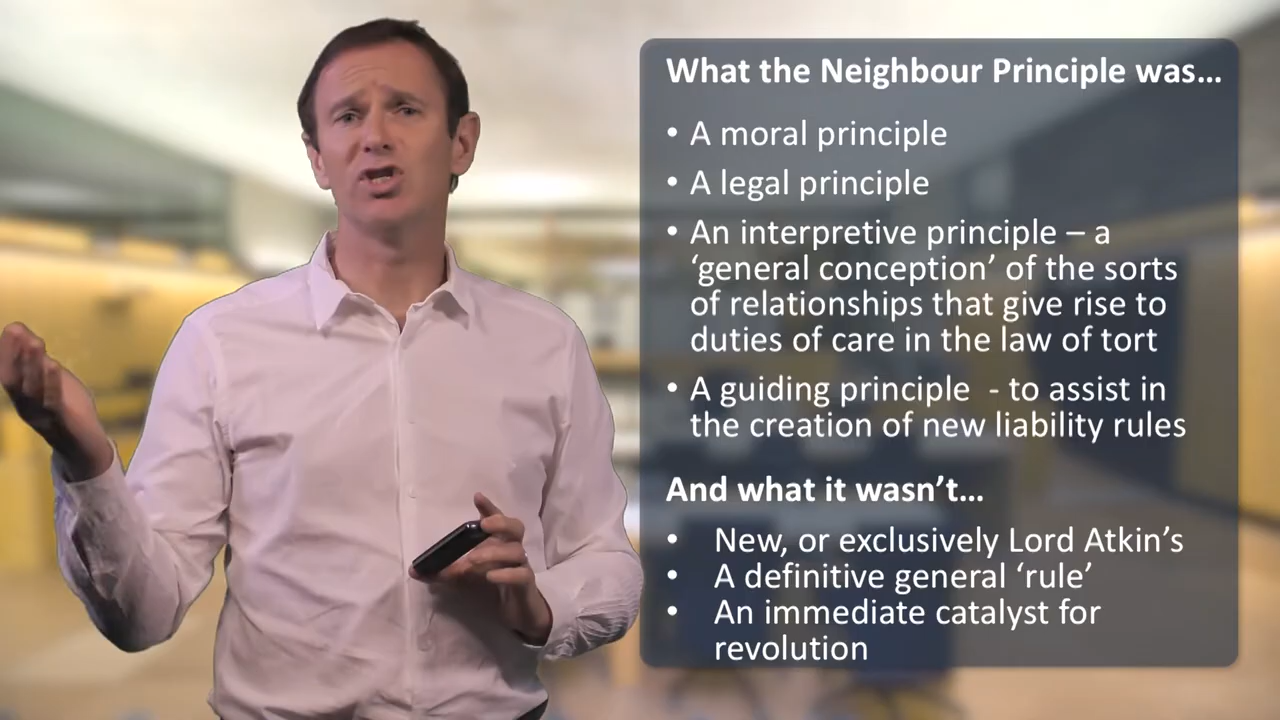 What the Neighbour Principle was…
• A moral principle
• A legal principle
• An interpretive principle – a
‘general conception’ of the sorts
of relationships that give rise to
duties of care in the law of tort
• A guiding principle  - to assist in
the creation of new liability rules
And what it wasn’t…
• New, or exclusively Lord Atkin’s
• A definitive general ‘rule’
• An immediate catalyst for
revolution